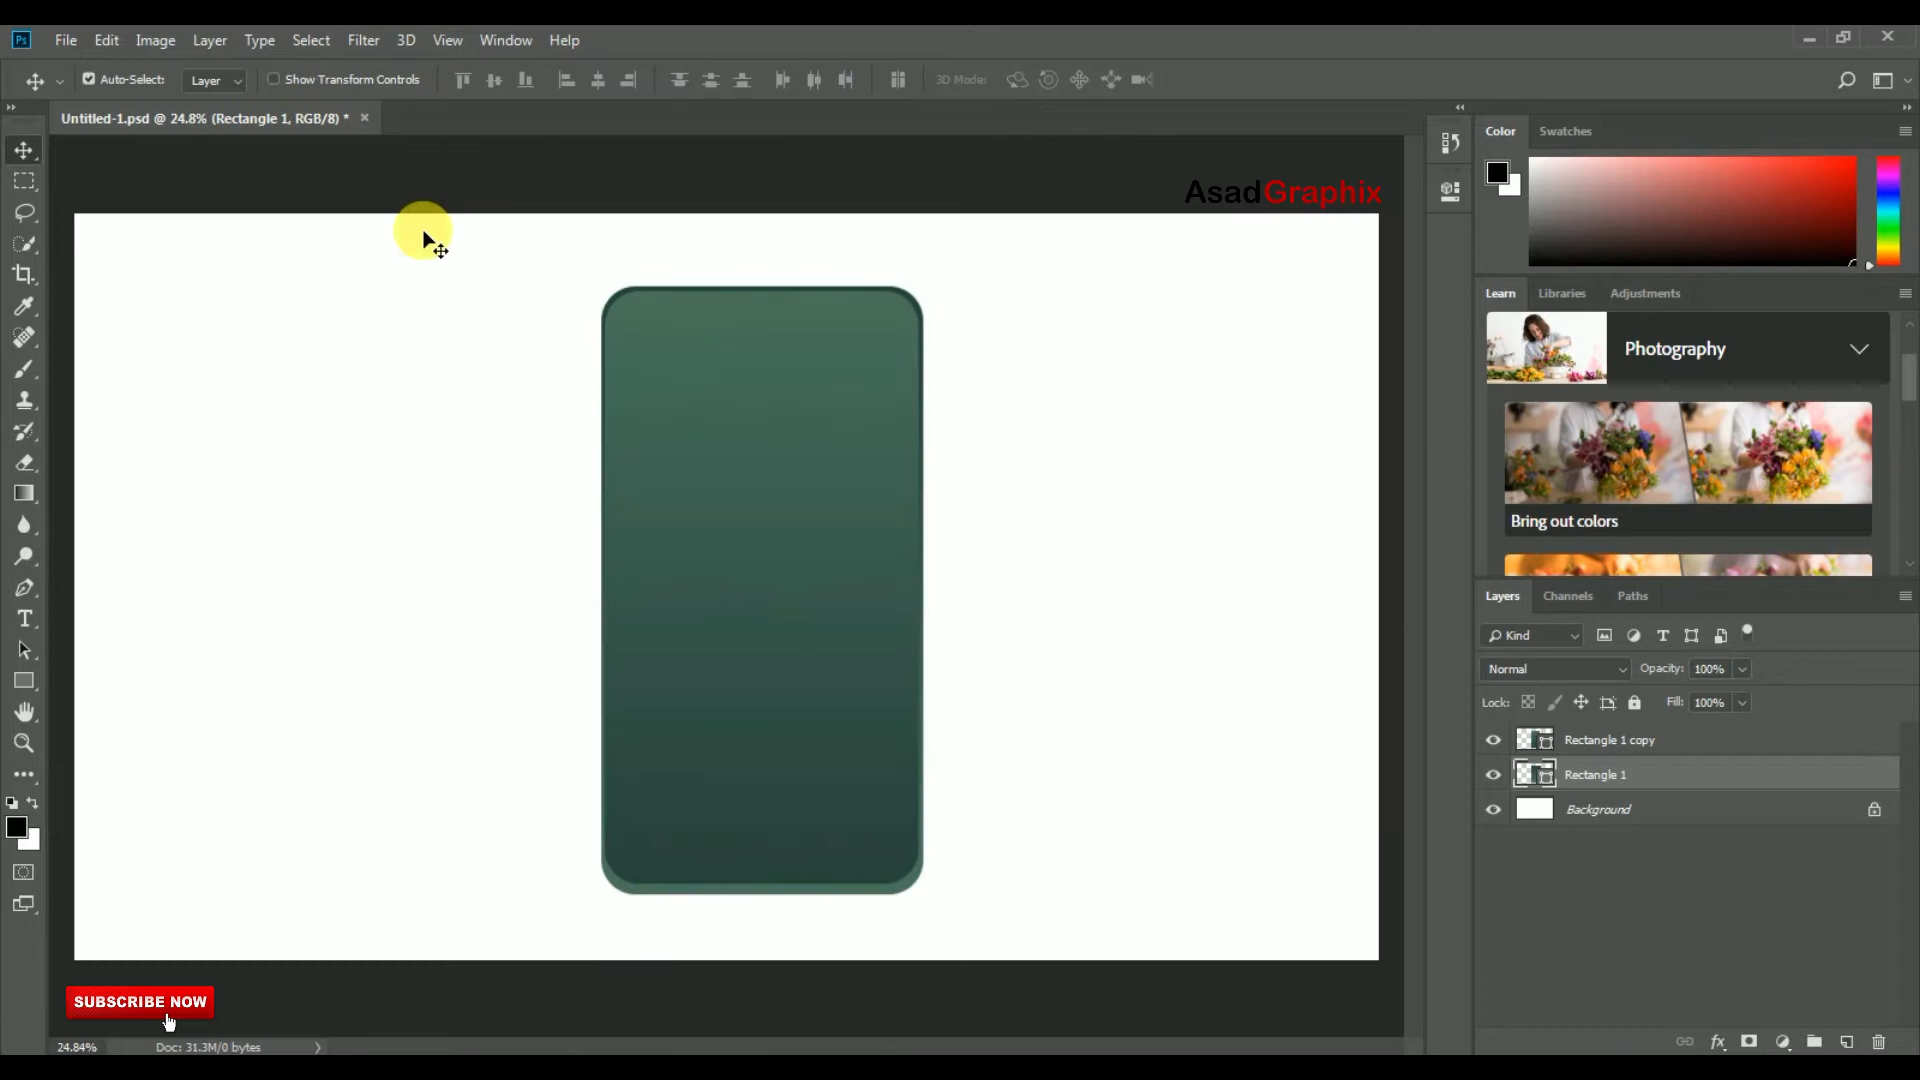 Ps File Edit Image Layer Type Select Filter 3D View Window Help
Auto-Select: Layer Show Transform Controls 3D Mode:
Untitled-1.psd @ 24.8% (Rectangle 1, RGB/8) *
Color Swatches
AsadGraphix
Learn Libraries Adjustments
Photography
Bring out colors
Layers Channels Paths
Kind
Normal Opacity: 100%
Lock: Fill: 100%
Rectangle 1 copy
Rectangle 1
Background
SUBSCRIBE NOW
24.84% Doc: 31.3M/0 bytes
fx